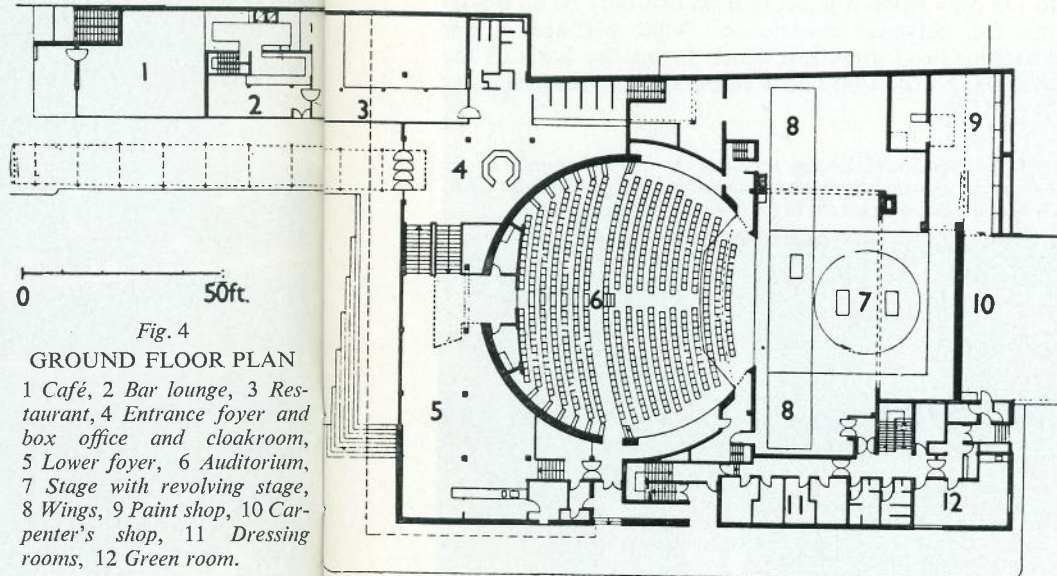 1
2
3
4
5
6
7
8
8
9
10
11
12
0 50ft.
Fig. 4
GROUND FLOOR PLAN
1 Café, 2 Bar lounge, 3 Res-
taurant, 4 Entrance foyer and
box office and cloakroom,
5 Lower foyer, 6 Auditorium,
7 Stage with revolving stage,
8 Wings, 9 Paint shop, 10 Car-
penter's shop, 11 Dressing
rooms, 12 Green room.